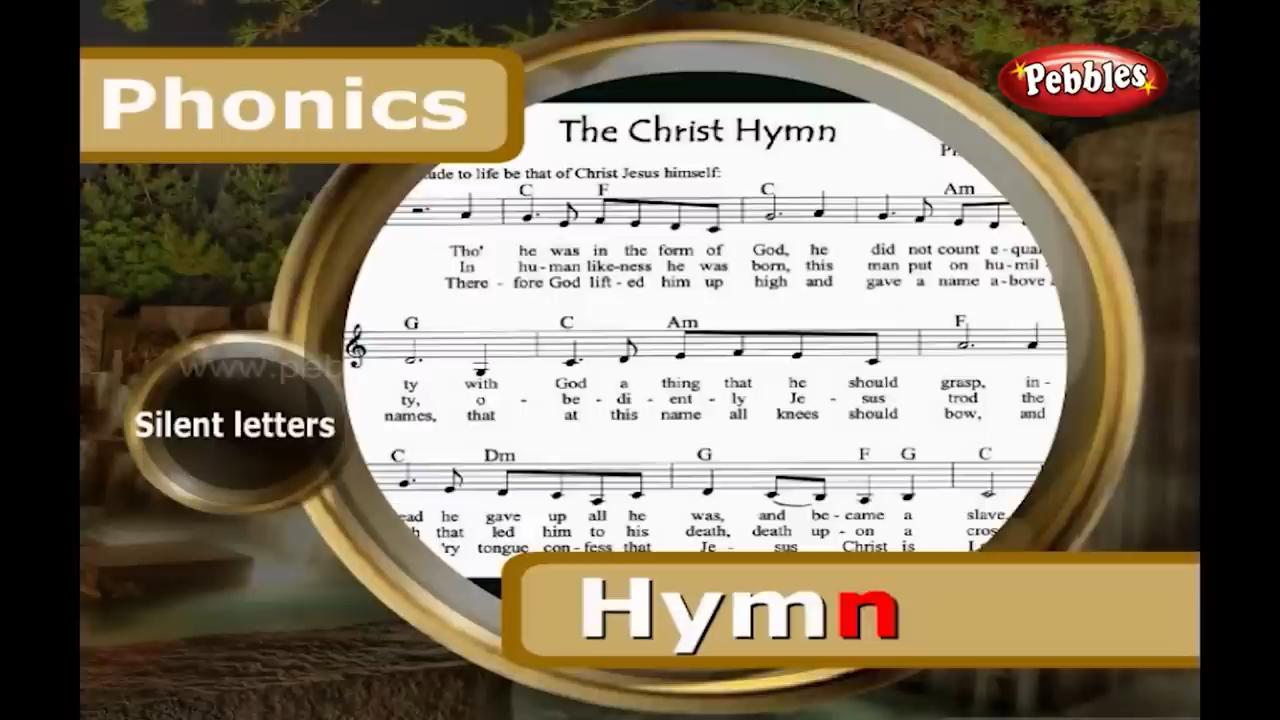 Phonics
Pebbles
The Christ Hymn
to life be that of Christ Jesus himself:
C F C Am
Tho' he was in the form of God, he did not count e-qual
In hu-man like-ness he was born, this man put on hu-mil-
There - fore God lift - ed him up high and gave a name a-bove
G C Am F
ty with God a thing that he should grasp, in-
ty, o - be - di - ent - ly Je - sus trod the
names, that at this name all knees should bow, and
Silent letters
C Dm G F G C
he gave up all he was, and be - came a slave
that led him to his death, death up - on a
'ry tongue con - fess that Je - sus Christ is
Hymn